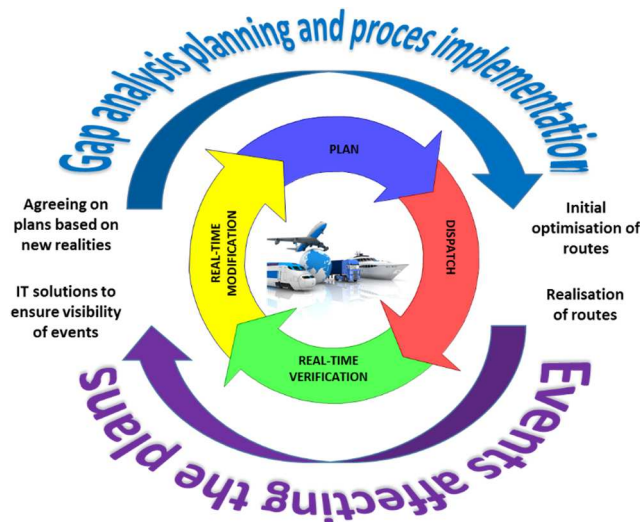 Gap analysis planning and proces implementation
PLAN
DISPATCH
REAL-TIME
VERIFICATION
REAL-TIME
MODIFICATION
Agreeing on
plans based on
new realities
IT solutions to
ensure visibility
of events
Initial
optimisation of
routes
Realisation
of routes
Events affecting the plans